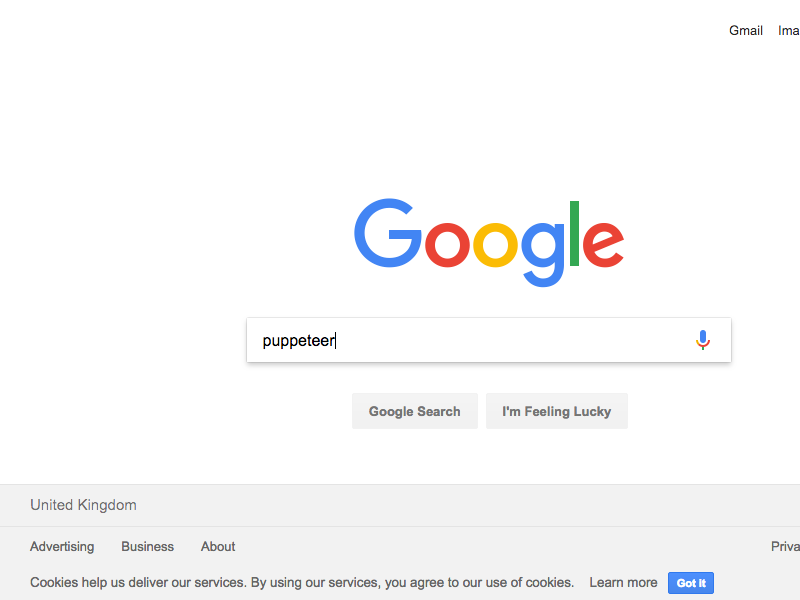 Gmail Ima
Google
puppeteer
Google Search I'm Feeling Lucky
United Kingdom
Advertising Business About Priva
Cookies help us deliver our services. By using our services, you agree to our use of cookies. Learn more Got It